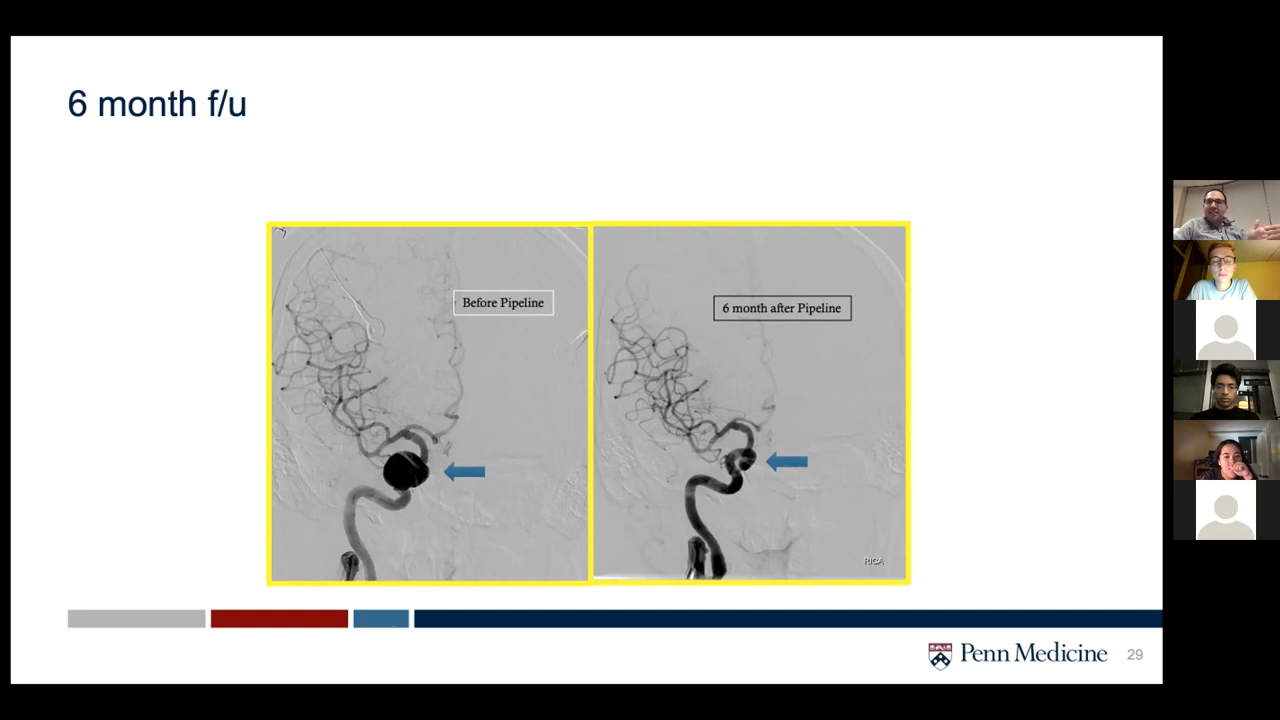 6 month f/u
Before Pipeline
6 month after Pipeline
RICA
Penn Medicine
29